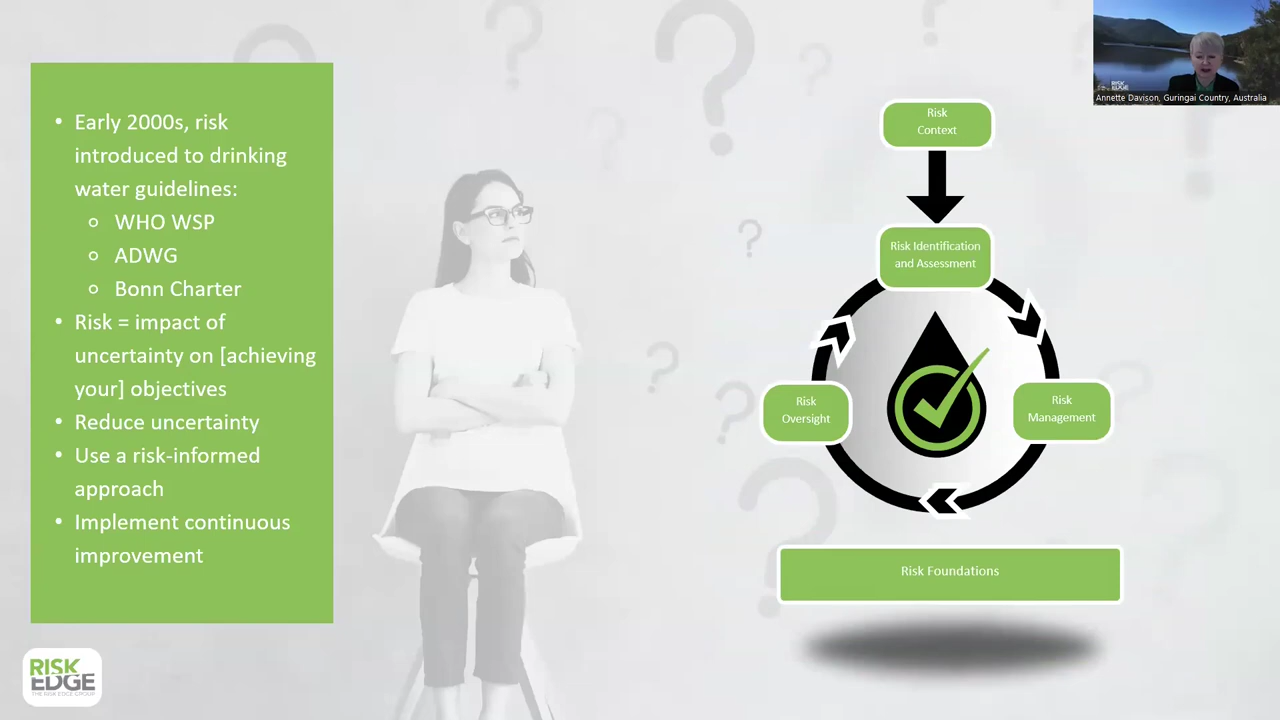 • Early 2000s, risk
introduced to drinking
water guidelines:
○ WHO WSP
○ ADWG
○ Bonn Charter
• Risk = impact of
uncertainty on [achieving
your] objectives
• Reduce uncertainty
• Use a risk-informed
approach
• Implement continuous
improvement
Risk
Context
Risk Identification
and Assessment
Risk
Oversight
Risk
Management
Risk Foundations
RISK
EDGE
Annette Davison, Guringai Country, Australia
RISK
EDGE
THE RISK EDGE GROUP